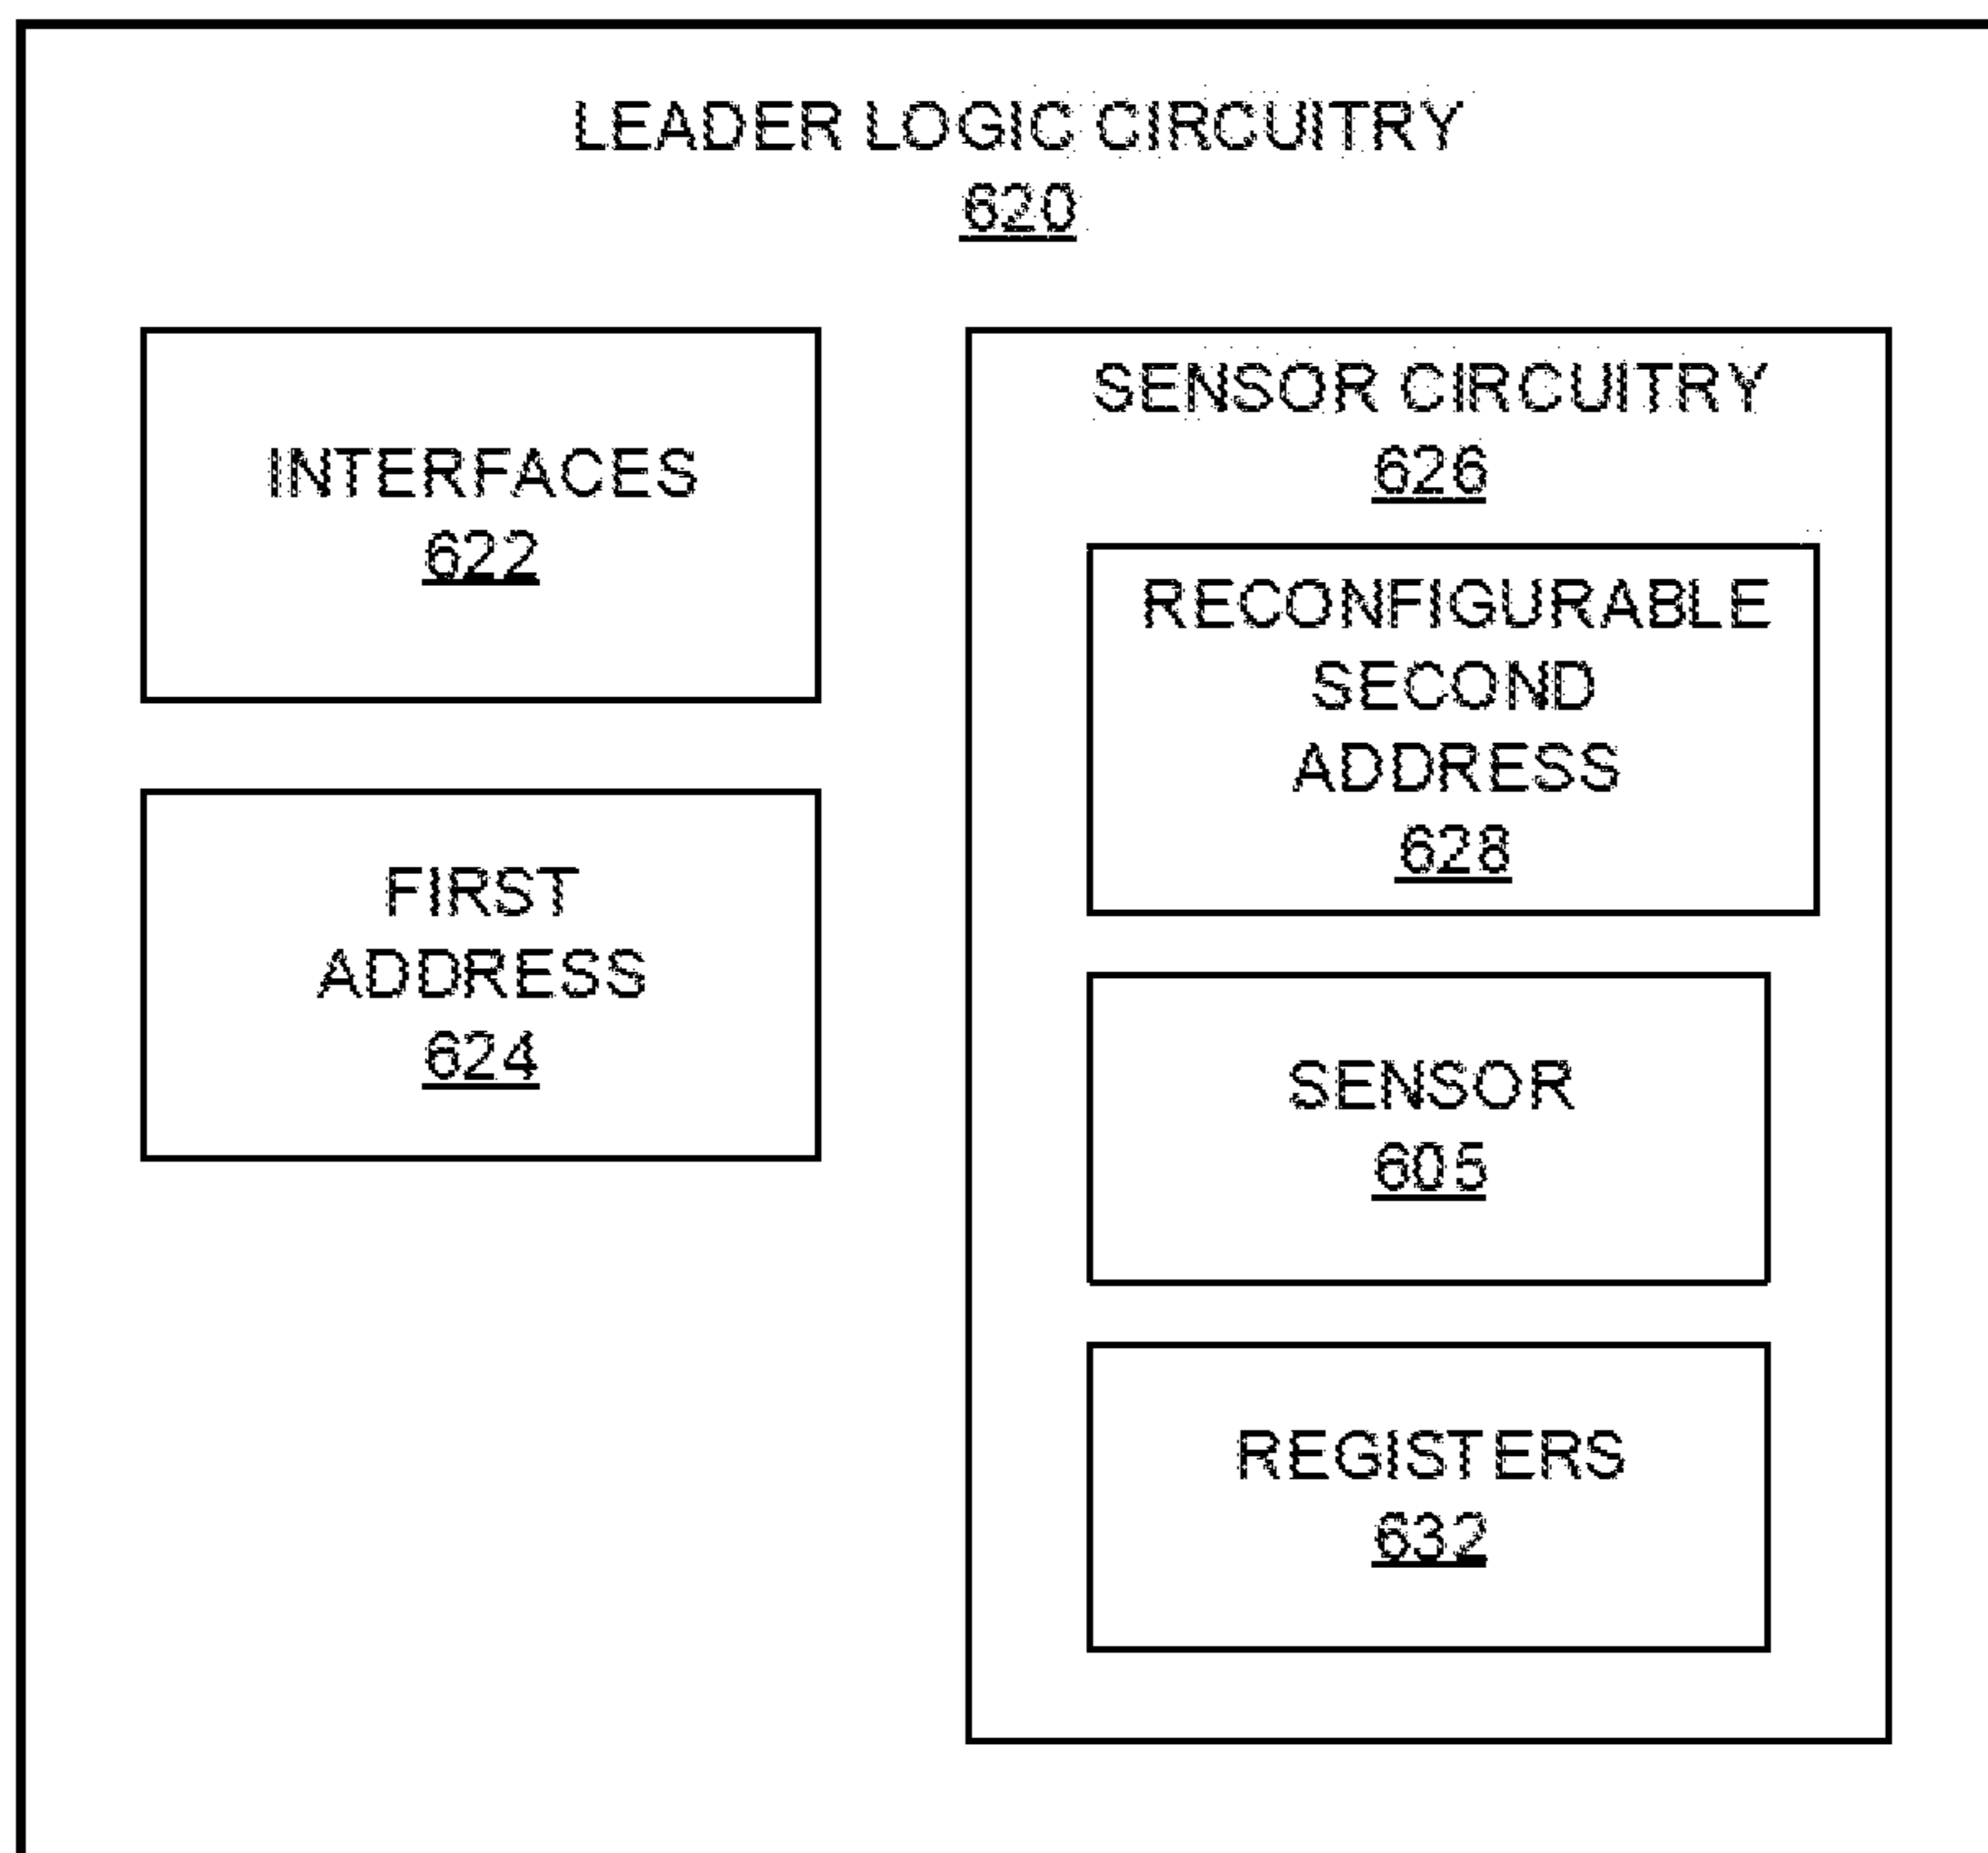 LEADER LOGIC CIRCUITRY
620
INTERFACES
622
FIRST
ADDRESS
624
SENSOR CIRCUITRY
626
RECONFIGURABLE
SECOND
ADDRESS
628
SENSOR
605
REGISTERS
632